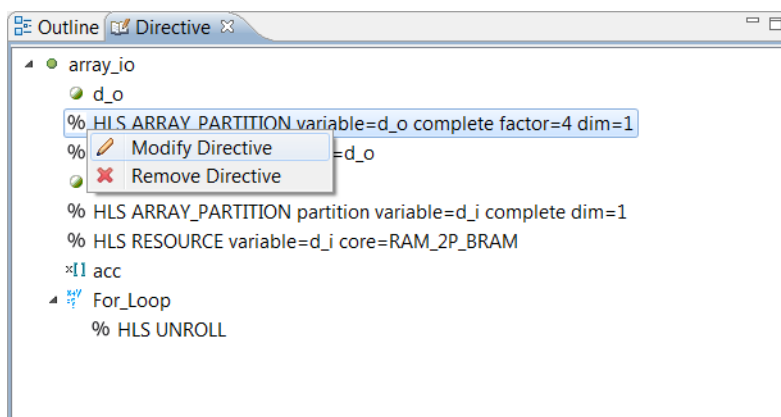 Outline Directive
array_io
d_o
% HLS ARRAY_PARTITION variable=d_o complete factor=4 dim=1
Modify Directive
% =d_o
Remove Directive
% HLS ARRAY_PARTITION partition variable=d_i complete dim=1
% HLS RESOURCE variable=d_i core=RAM_2P_BRAM
x[] acc
For_Loop
% HLS UNROLL